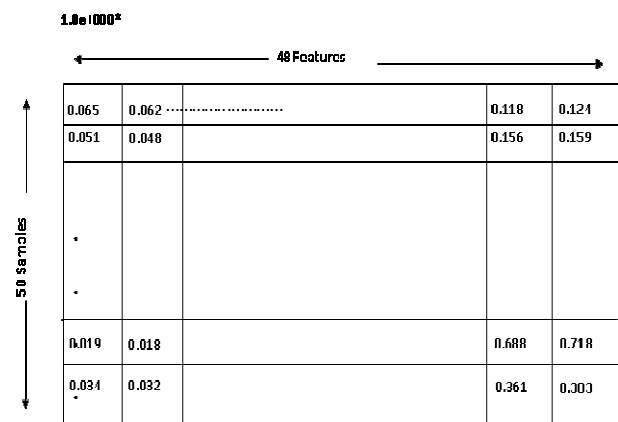 48 Features
0.065 0.062 ........................... 0.118 0.124
0.051 0.048 0.156 0.159
50 Samples
0.019 0.018 0.688 0.718
0.034 0.032 0.361